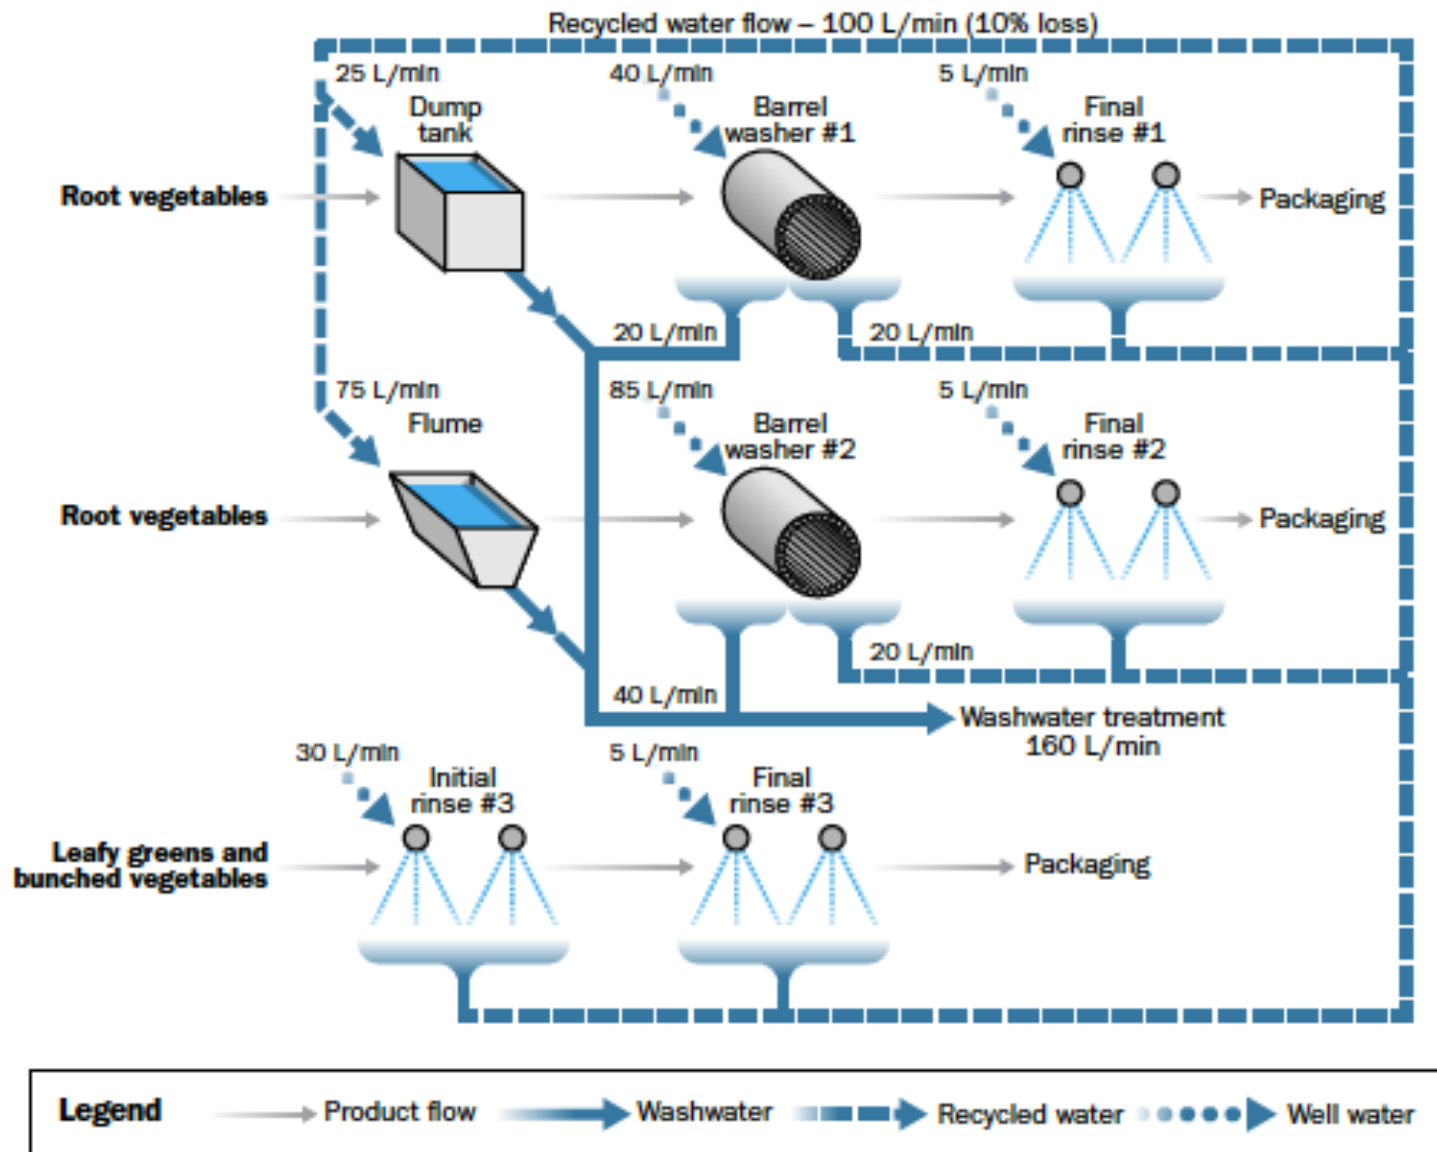 Recycled water flow – 100 L/min (10% loss)
25 L/min
40 L/min
5 L/min
Dump
tank
Barrel
washer #1
Final
rinse #1
Root vegetables
Packaging
20 L/min
20 L/min
75 L/min
85 L/min
5 L/min
Flume
Barrel
washer #2
Final
rinse #2
Root vegetables
Packaging
20 L/min
40 L/min
Washwater treatment
160 L/min
30 L/min
5 L/min
Initial
rinse #3
Final
rinse #3
Leafy greens and
bunched vegetables
Packaging
Legend
Product flow
Washwater
Recycled water
Well water